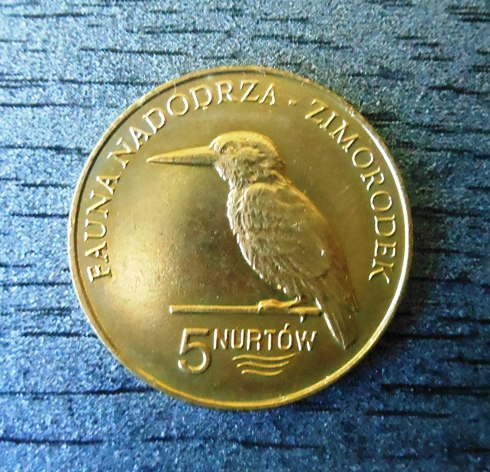 FAUNA NADODRZA - ZIMORODEK
5 NURTÓW